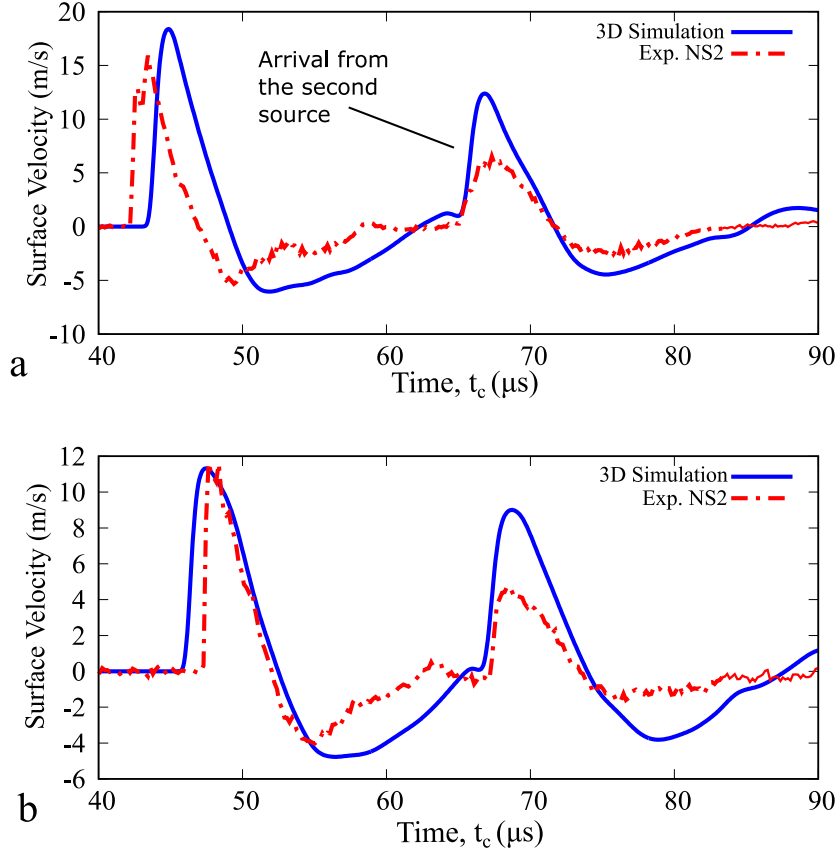 20
15
10
5
0
-5
-10
Surface Velocity (m/s)
Arrival from
the second
source
3D Simulation
Exp. NS2
40
50
60
70
80
90
Time, t_c (μs)
a
12
10
8
6
4
2
0
-2
-4
-6
Surface Velocity (m/s)
3D Simulation
Exp. NS2
40
50
60
70
80
90
Time, t_c (μs)
b